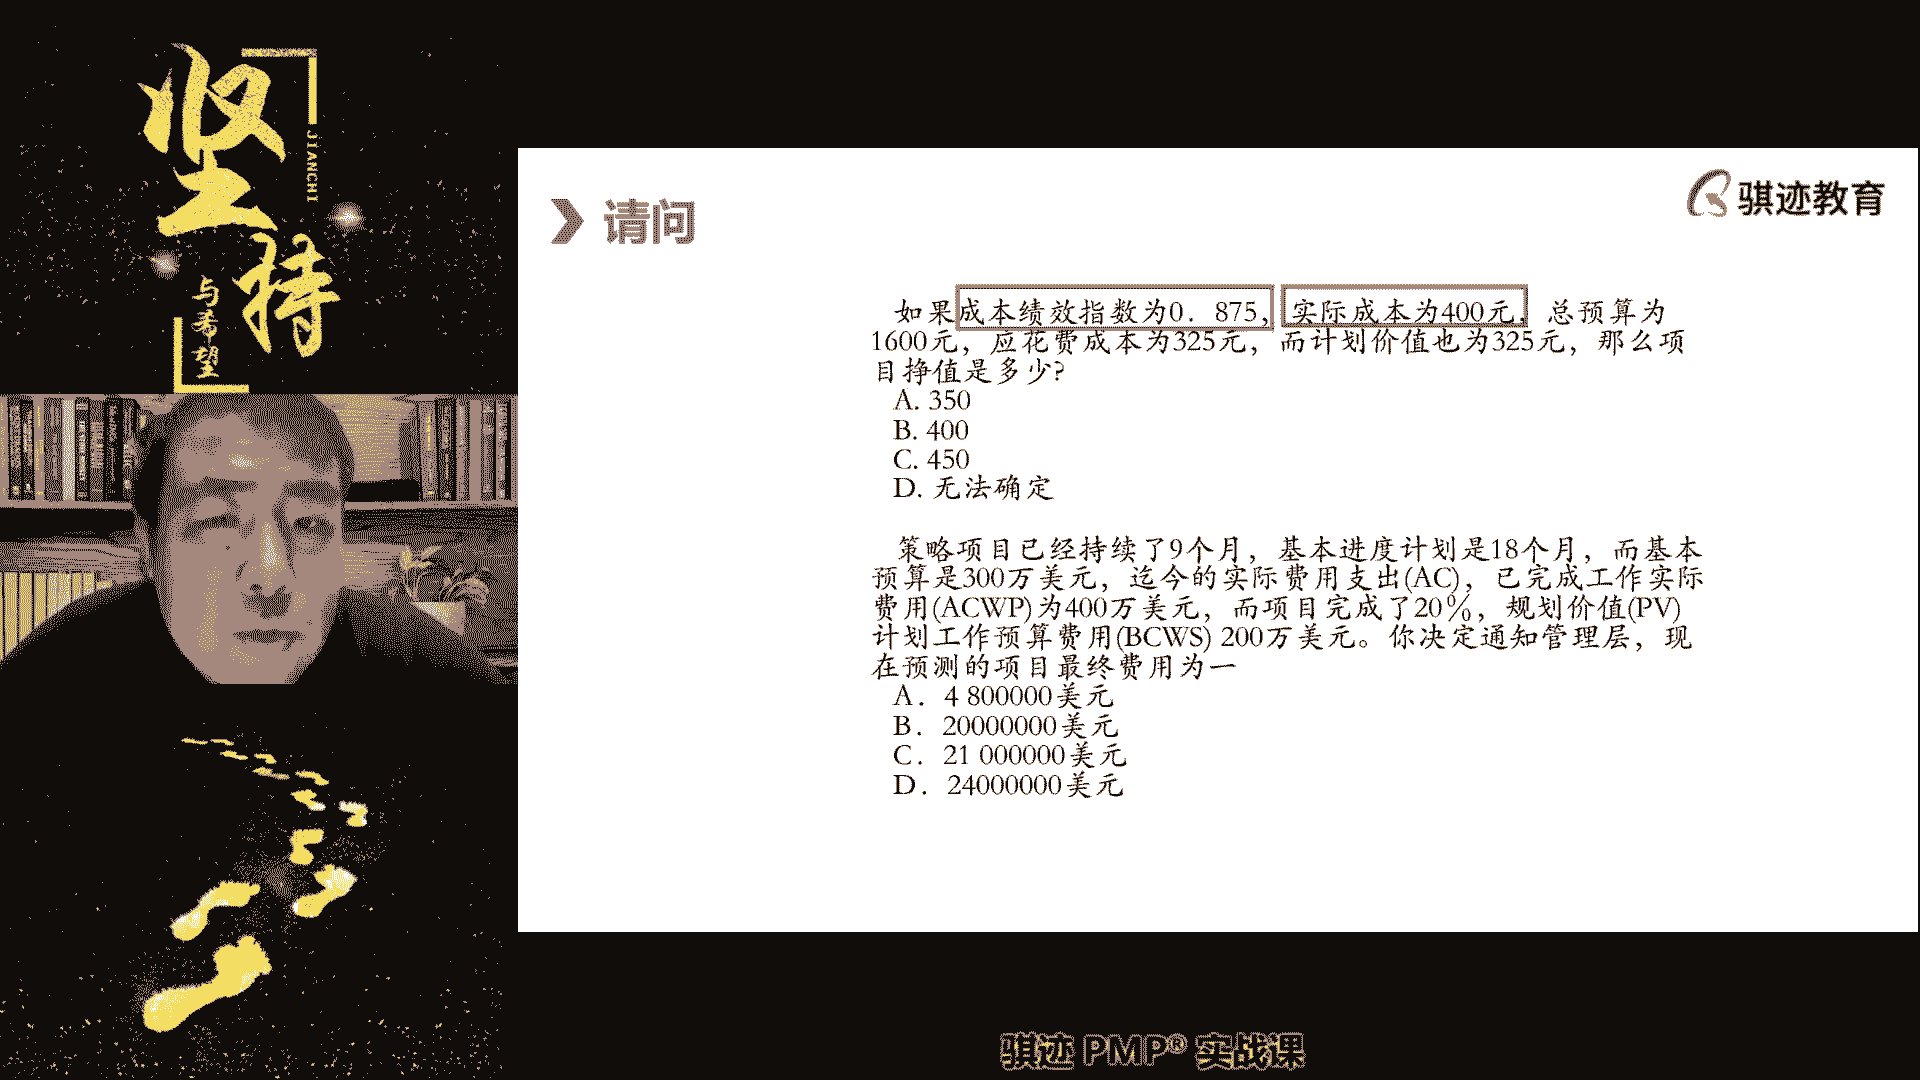 坚持
JIANCHI
与希望
请问
骐迹教育
如果成本绩效指数为0．875，实际成本为400元，总预算为
1600元，应花费成本为325元，而计划价值也为325元，那么项
目挣值是多少?
A. 350
B. 400
C. 450
D. 无法确定
策略项目已经持续了9个月，基本进度计划是18个月，而基本
预算是300万美元，迄今的实际费用支出(AC)，已完成工作实际
费用(ACWP)为400万美元，而项目完成了20％，规划价值(PV)
计划工作预算费用(BCWS) 200万美元。你决定通知管理层，现
在预测的项目最终费用为一
A．4 800000美元
B．20000000美元
C．21 000000美元
D．24000000美元
骐迹 PMP® 实战课